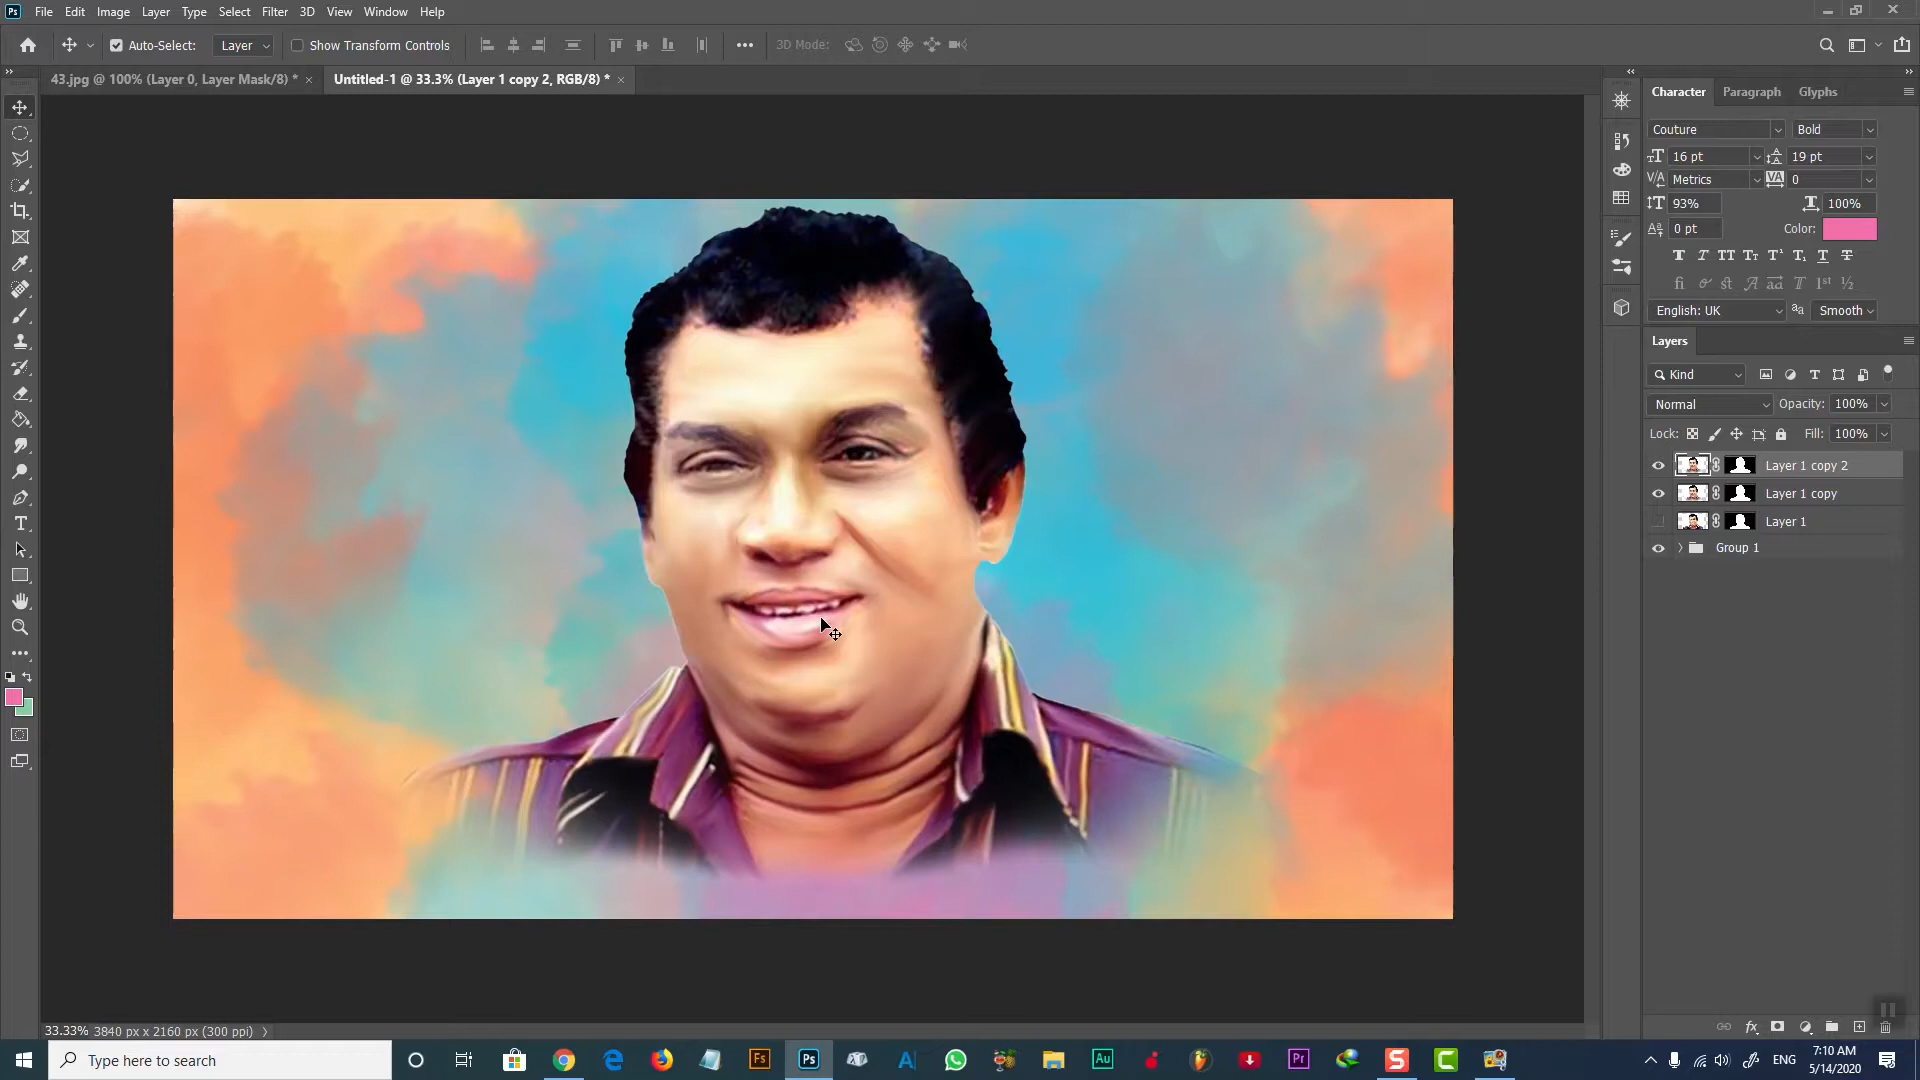 File Edit Image Layer Type Select Filter 3D View Window Help
Auto-Select: Layer Show Transform Controls 3D Mode:
43.jpg @ 100% (Layer 0, Layer Mask/8) * × Untitled-1 @ 33.3% (Layer 1 copy 2, RGB/8) * ×
Character Paragraph Glyphs
Couture Bold
16 pt 19 pt
Metrics 0
93% 100%
0 pt Color:
English: UK Smooth
Layers
Kind
Normal Opacity: 100%
Lock: Fill: 100%
Layer 1 copy 2
Layer 1 copy
Layer 1
Group 1
33.33% 3840 px x 2160 px (300 ppi)
Type here to search
ENG
7:10 AM
5/14/2020